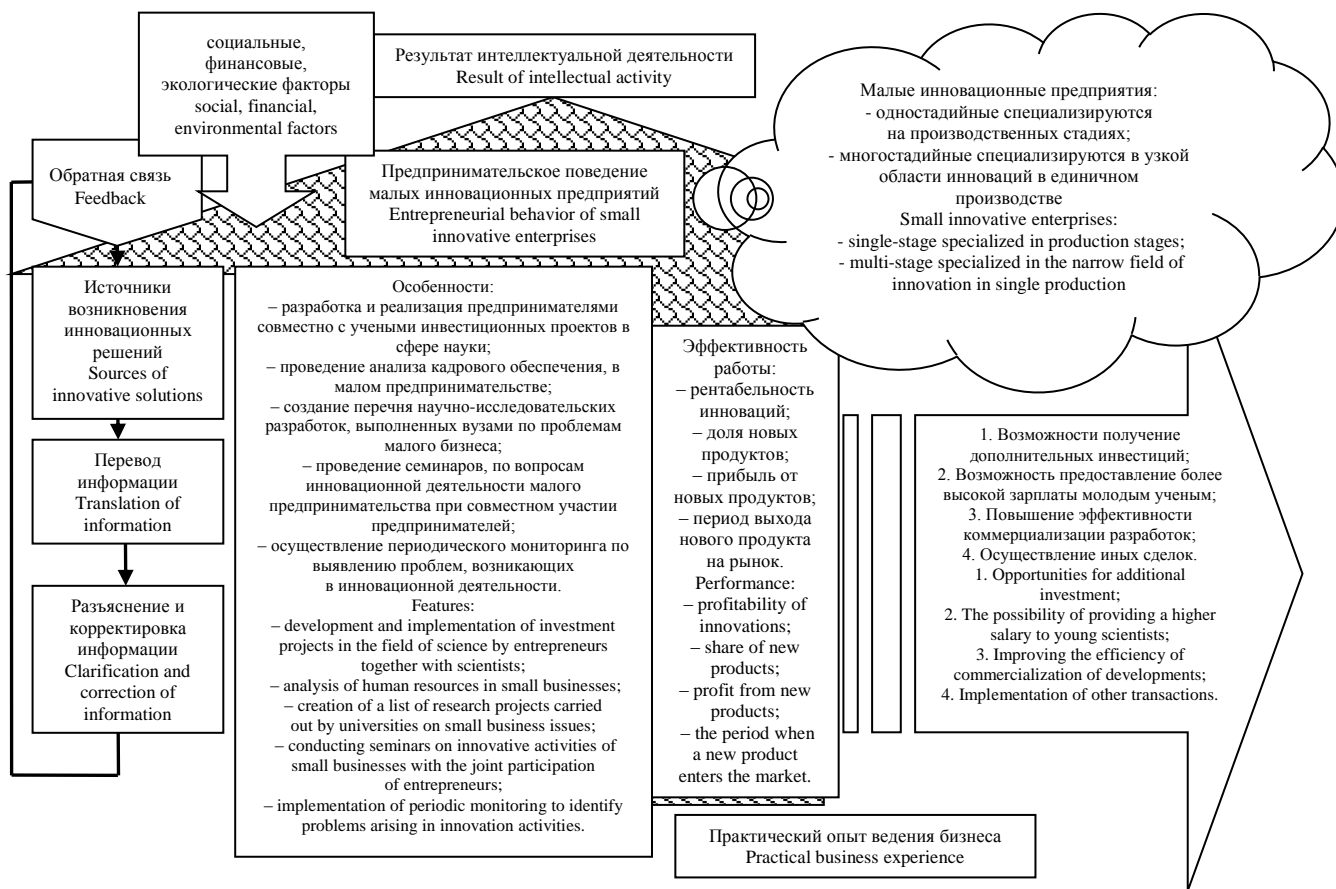 социальные,
финансовые,
экологические факторы
social, financial,
environmental factors
Результат интеллектуальной деятельности
Result of intellectual activity
Малые инновационные предприятия:
- одностадийные специализируются
на производственных стадиях;
- многостадийные специализируются в узкой
области инноваций в единичном
производстве
Small innovative enterprises:
- single-stage specialized in production stages;
- multi-stage specialized in the narrow field of
innovation in single production
Обратная связь
Feedback
Предпринимательское поведение
малых инновационных предприятий
Entrepreneurial behavior of small
innovative enterprises
Источники
возникновения
инновационных
решений
Sources of
innovative solutions
Перевод
информации
Translation of
information
Разъяснение и
корректировка
информации
Clarification and
correction of
information
Особенности:
– разработка и реализация предпринимателями
совместно с учеными инвестиционных проектов в
сфере науки;
– проведение анализа кадрового обеспечения, в
малом предпринимательстве;
– создание перечня научно-исследовательских
разработок, выполненных вузами по проблемам
малого бизнеса;
– проведение семинаров, по вопросам
инновационной деятельности малого
предпринимательства при совместном участии
предпринимателей;
– осуществление периодического мониторинга по
выявлению проблем, возникающих
в инновационной деятельности.
Features:
– development and implementation of investment
projects in the field of science by entrepreneurs
together with scientists;
– analysis of human resources in small businesses;
– creation of a list of research projects carried
out by universities on small business issues;
– conducting seminars on innovative activities of
small businesses with the joint participation
of entrepreneurs;
– implementation of periodic monitoring to identify
problems arising in innovation activities.
Эффективность
работы:
– рентабельность
инноваций;
– доля новых
продуктов;
– прибыль от
новых продуктов;
– период выхода
нового продукта
на рынок.
Performance:
– profitability of
innovations;
– share of new
products;
– profit from new
products;
– the period when
a new product
enters the market.
1. Возможности получение
дополнительных инвестиций;
2. Возможность предоставление более
высокой зарплаты молодым ученым;
3. Повышение эффективности
коммерциализации разработок;
4. Осуществление иных сделок.
1. Opportunities for additional
investment;
2. The possibility of providing a higher
salary to young scientists;
3. Improving the efficiency of
commercialization of developments;
4. Implementation of other transactions.
Практический опыт ведения бизнеса
Practical business experience